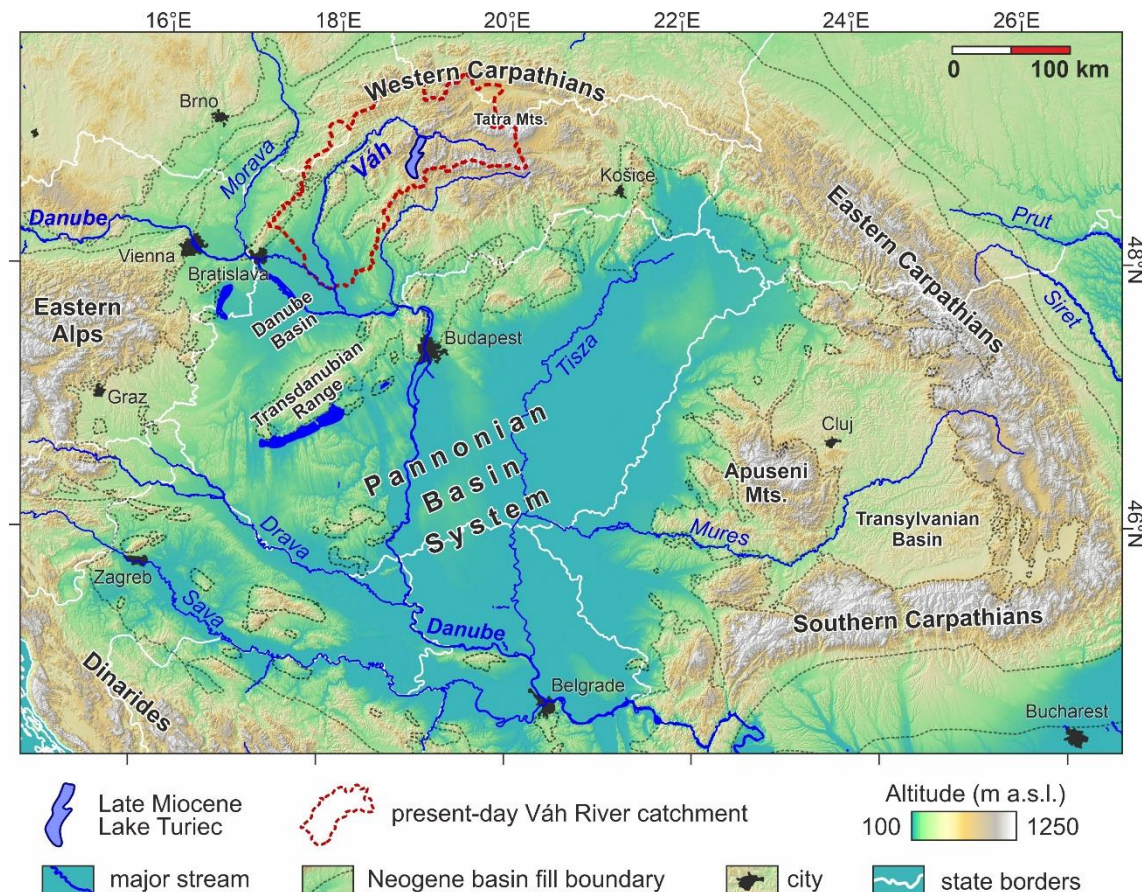 16°E
18°E
20°E
22°E
24°E
26°E
Western Carpathians
0 100 km
Brno
Tatra Mts.
Morava
Váh
Košice
Danube
Vienna
Bratislava
Eastern Carpathians
Prut
48°N
Siret
Eastern
Alps
Danube
Basin
Budapest
Tisza
Graz
Transdanubian
Range
Cluj
Pannonian
Basin
System
Apuseni
Mts.
Mures
Transylvanian
Basin
46°N
Drava
Zagreb
Sava
Danube
Southern Carpathians
Dinarides
Belgrade
Bucharest
Late Miocene
Lake Turiec
present-day Váh River catchment
Altitude (m a.s.l.)
100 1250
major stream
Neogene basin fill boundary
city
state borders